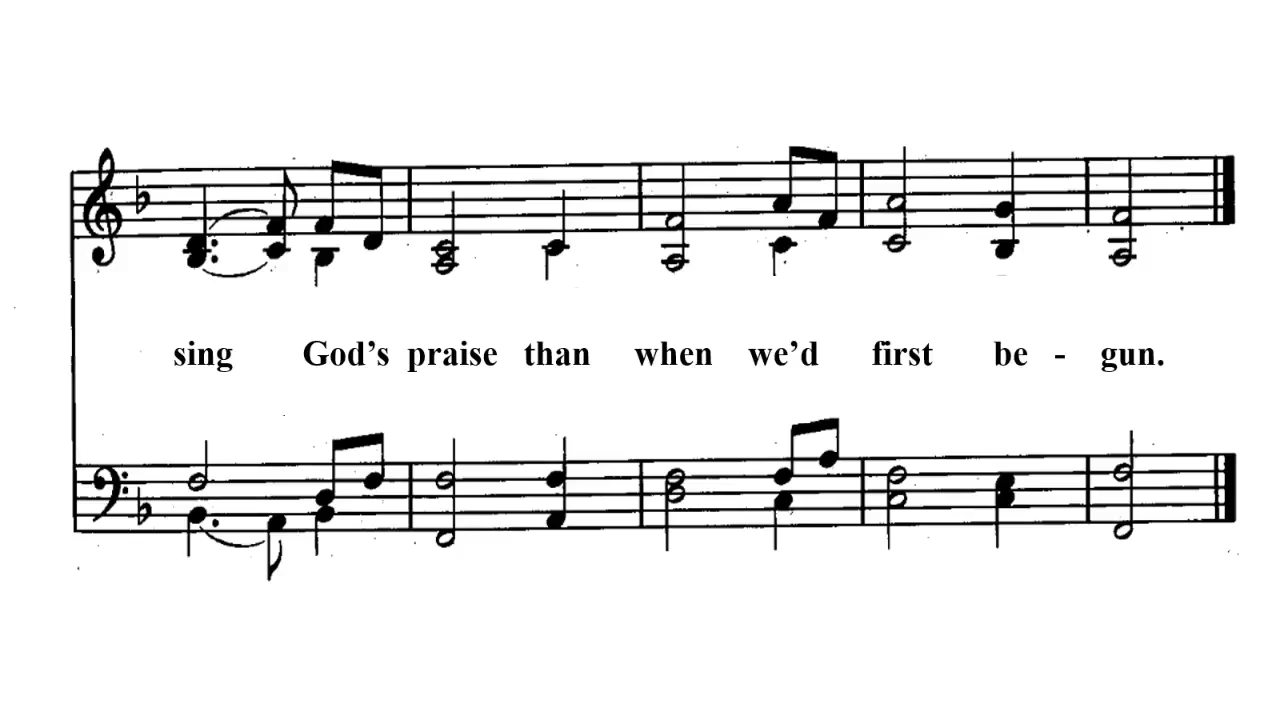 sing God’s praise than when we’d first be - gun.